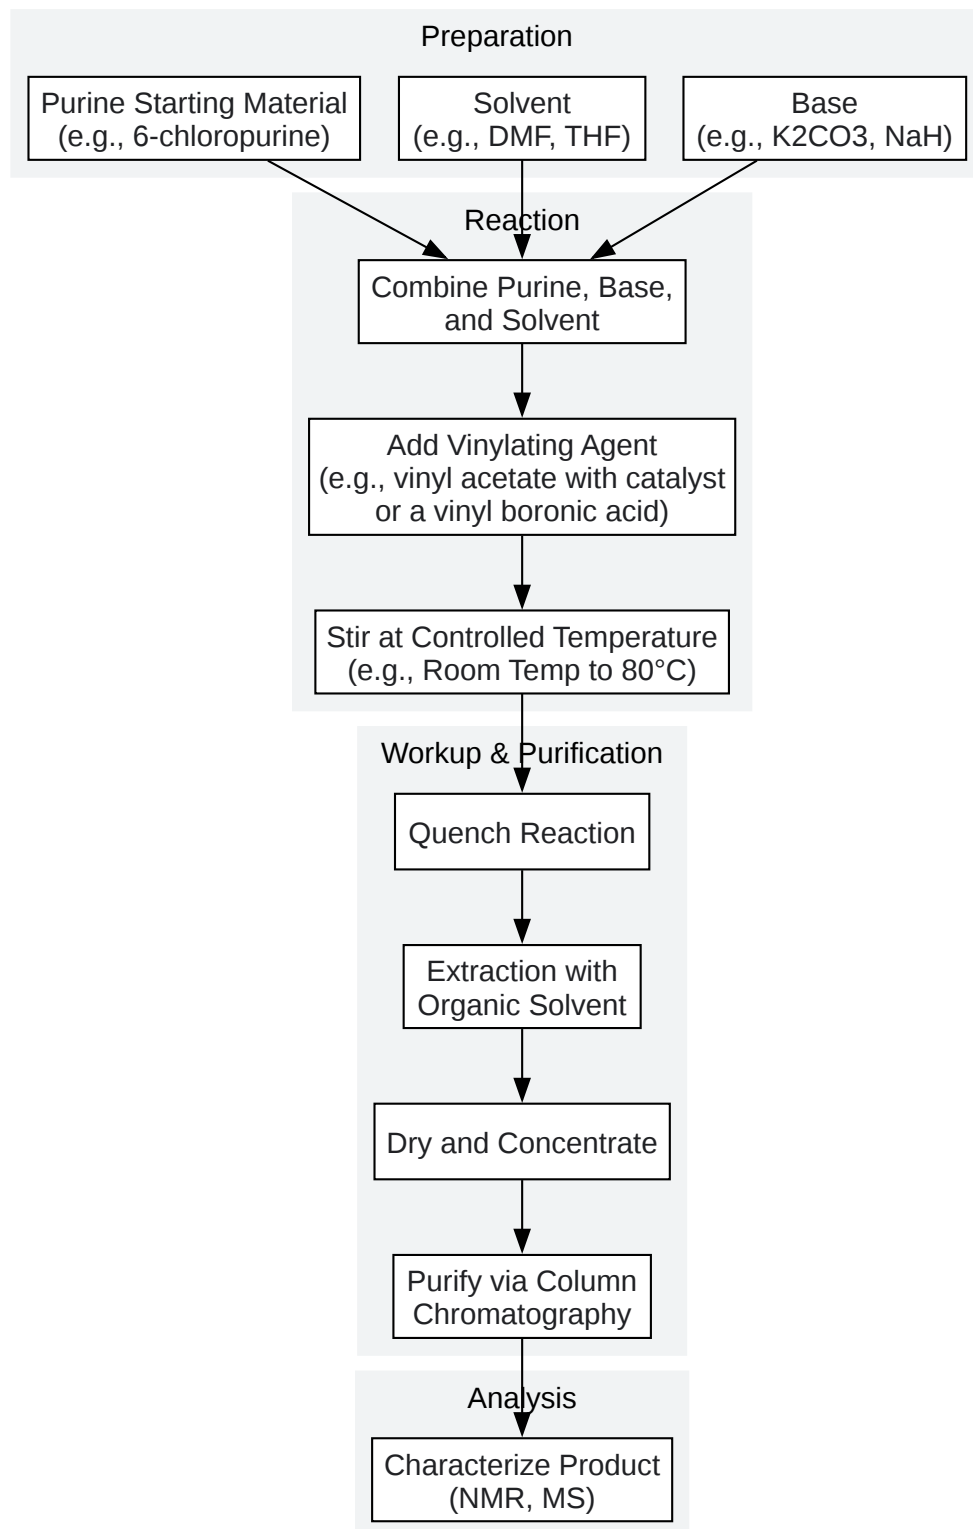 Preparation
Purine Starting Material
(e.g., 6-chloropurine)
Solvent
(e.g., DMF, THF)
Base
(e.g., K2CO3, NaH)
Reaction
Combine Purine, Base,
and Solvent
Add Vinylating Agent
(e.g., vinyl acetate with catalyst
or a vinyl boronic acid)
Stir at Controlled Temperature
(e.g., Room Temp to 80°C)
Workup & Purification
Quench Reaction
Extraction with
Organic Solvent
Dry and Concentrate
Purify via Column
Chromatography
Analysis
Characterize Product
(NMR, MS)